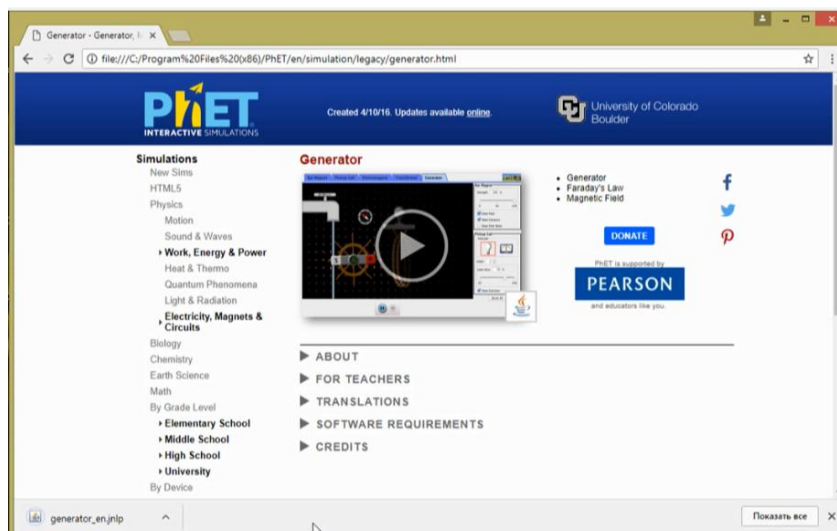 Generator - Generator,
file:///C:/Program%20Files%20(x86)/PhET/en/simulation/legacy/generator.html
PhET
INTERACTIVE SIMULATIONS
Created 4/10/16. Updates available online.
CU
University of Colorado
Boulder
Simulations
New Sims
HTML5
Physics
Motion
Sound & Waves
Work, Energy & Power
Heat & Thermo
Quantum Phenomena
Light & Radiation
Electricity, Magnets &
Circuits
Biology
Chemistry
Earth Science
Math
By Grade Level
Elementary School
Middle School
High School
University
By Device
Generator
Generator
Faraday's Law
Magnetic Field
DONATE
PhET is supported by
PEARSON
and educators like you.
ABOUT
FOR TEACHERS
TRANSLATIONS
SOFTWARE REQUIREMENTS
CREDITS
generator_en.jnlp
Показать все